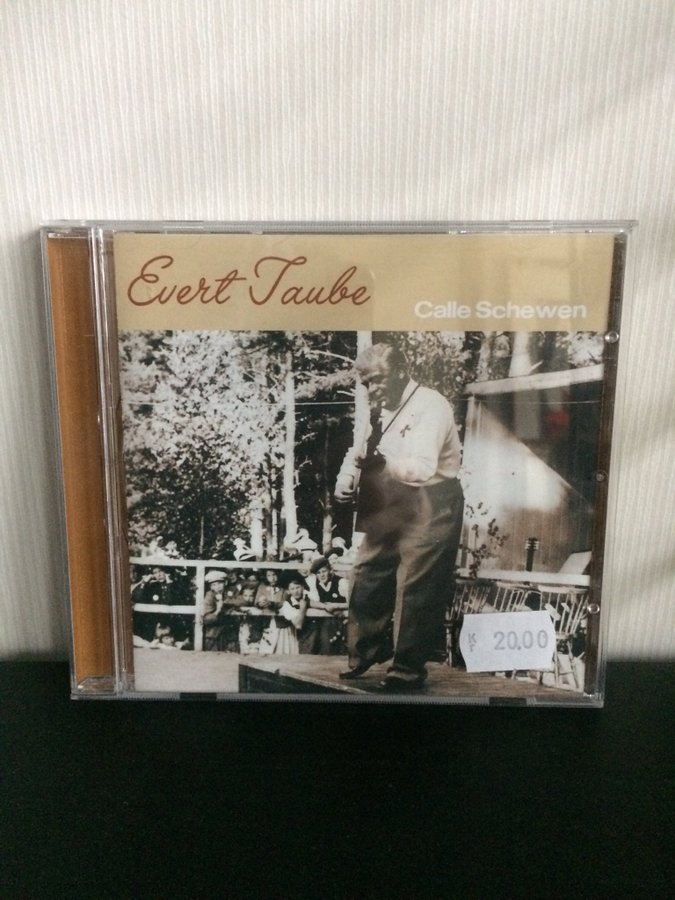 Evert Taube
Calle Schewen
Kr 20.00